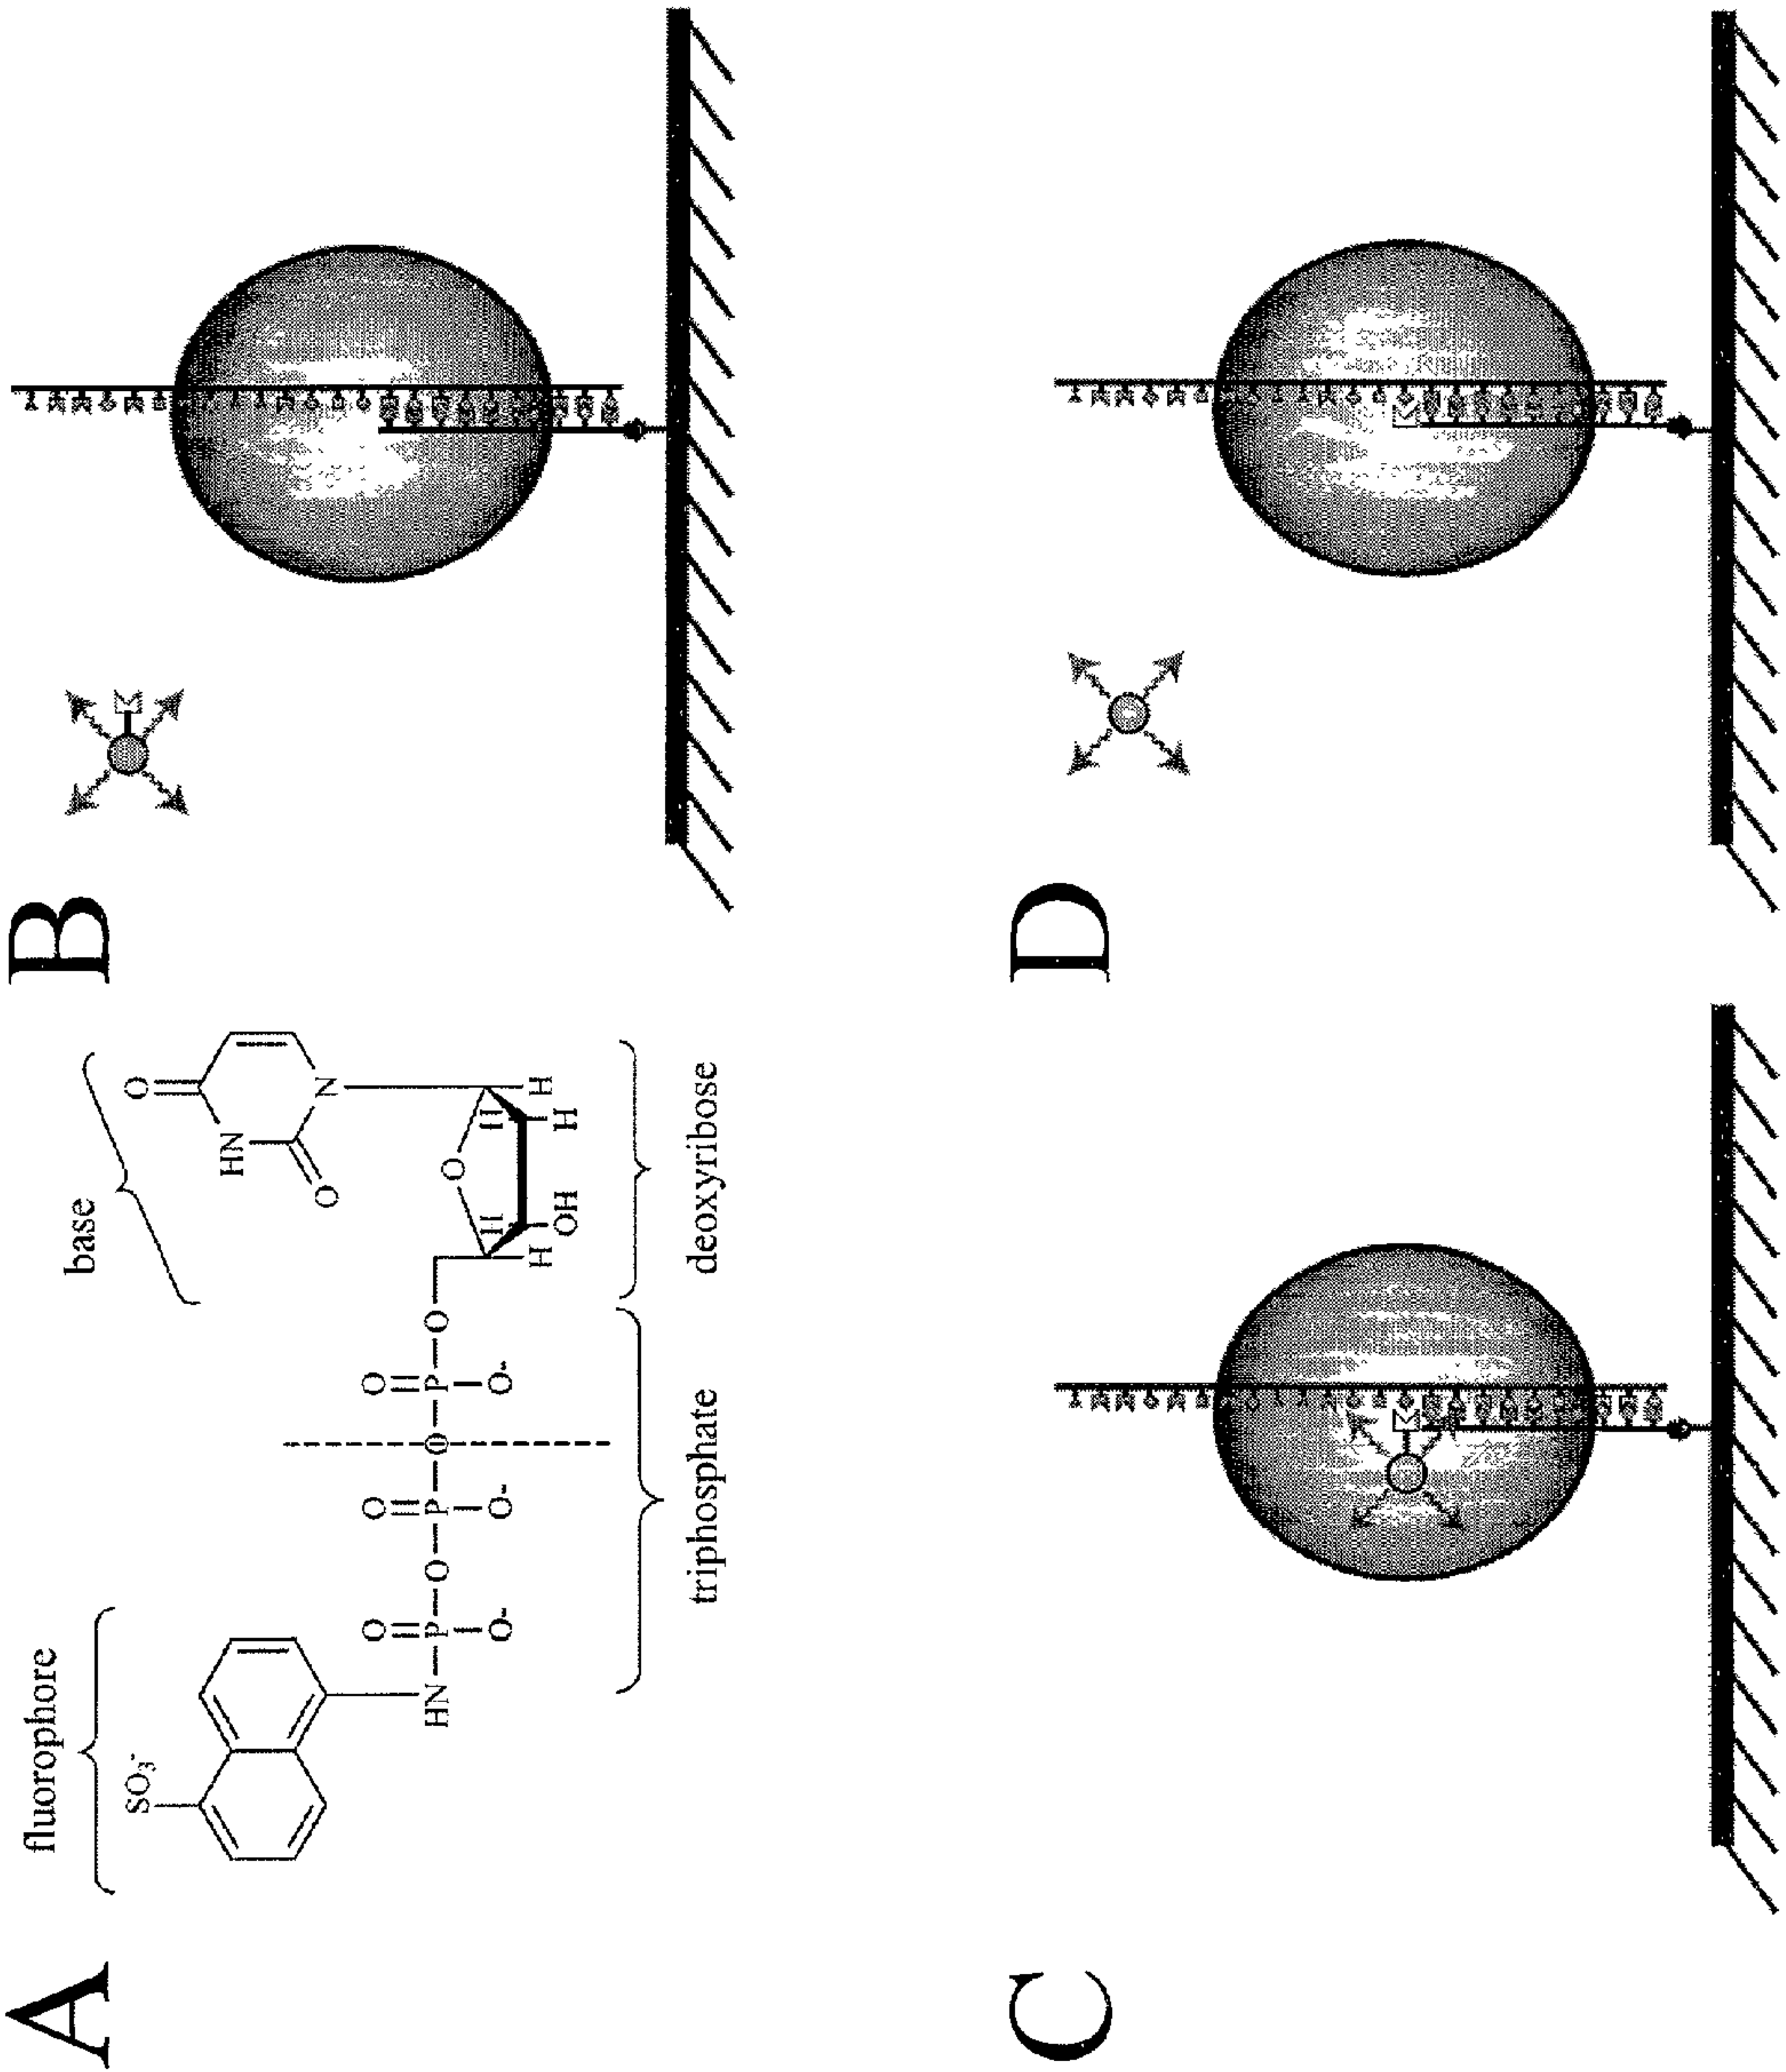 A
fluorophore
base
SO3-
HN
P
O
O
O-
O
P
O
O-
O
P
O
O-
O
O
HN
O
N
O
H
H
H
H
H
OH
triphosphate
deoxyribose
B
C
D